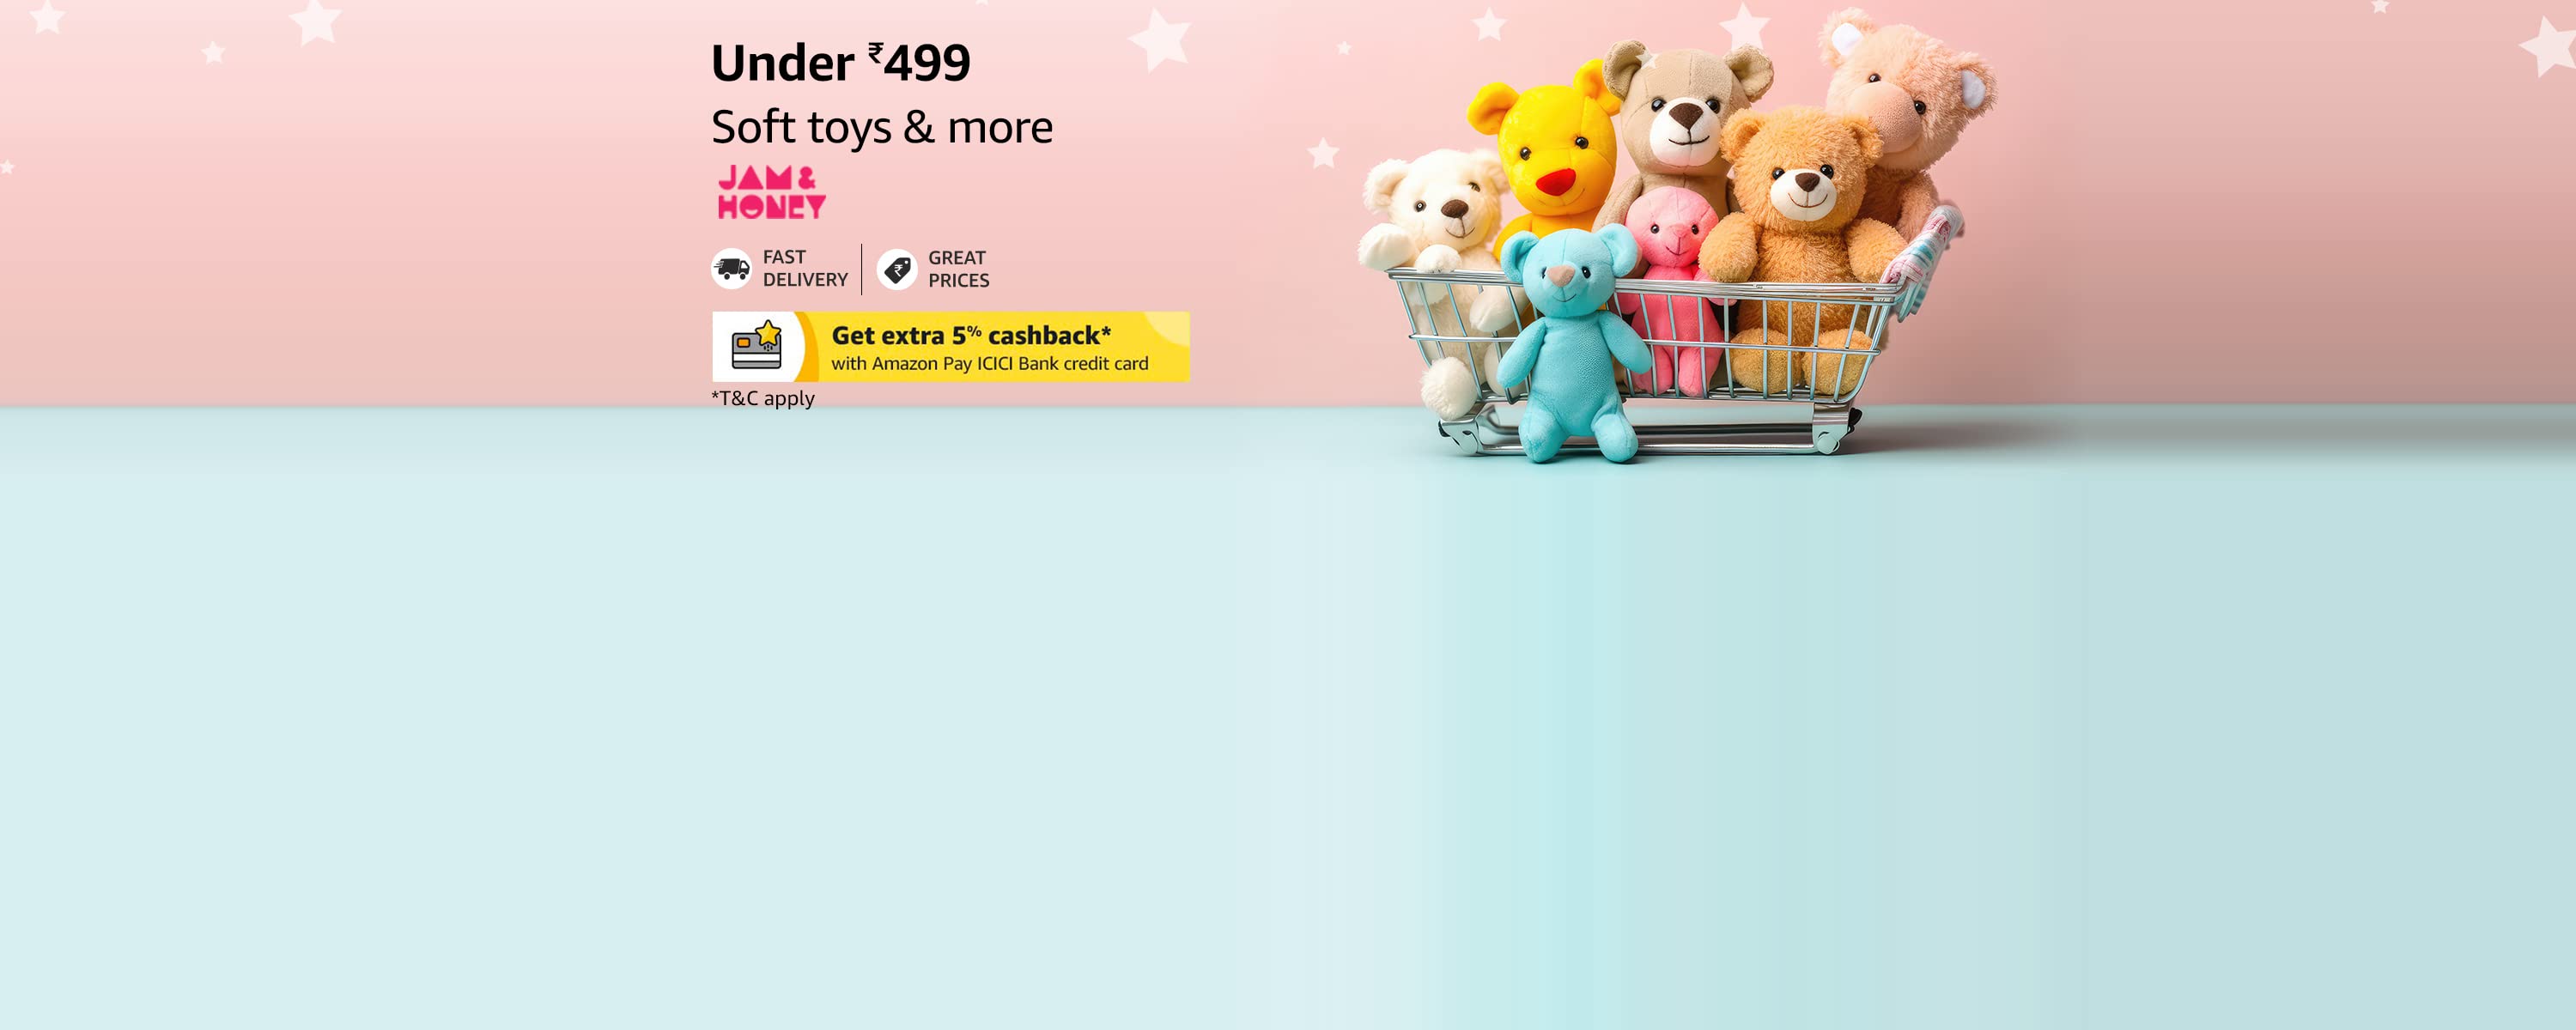 Under ₹499
Soft toys & more
JAM &
HONEY
FAST
DELIVERY
GREAT
PRICES
Get extra 5% cashback*
with Amazon Pay ICICI Bank credit card
*T&C apply